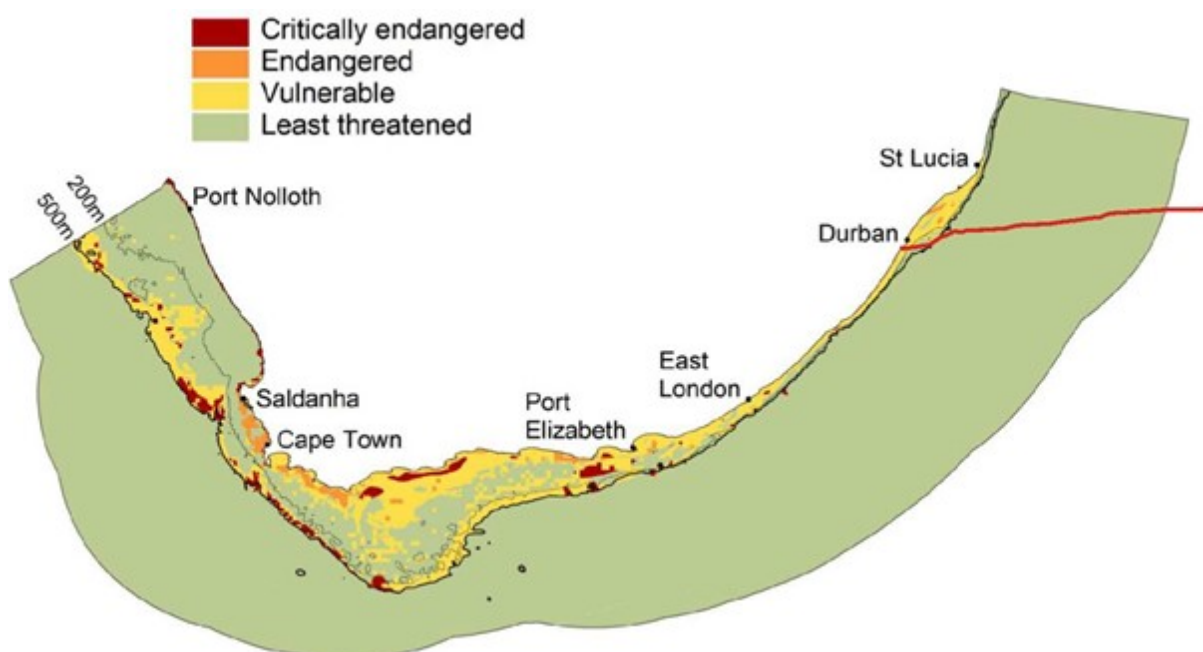 Critically endangered
Endangered
Vulnerable
Least threatened
St Lucia
200m
500m
Port Nolloth
Durban
East
London
Saldanha
Port
Elizabeth
Cape Town